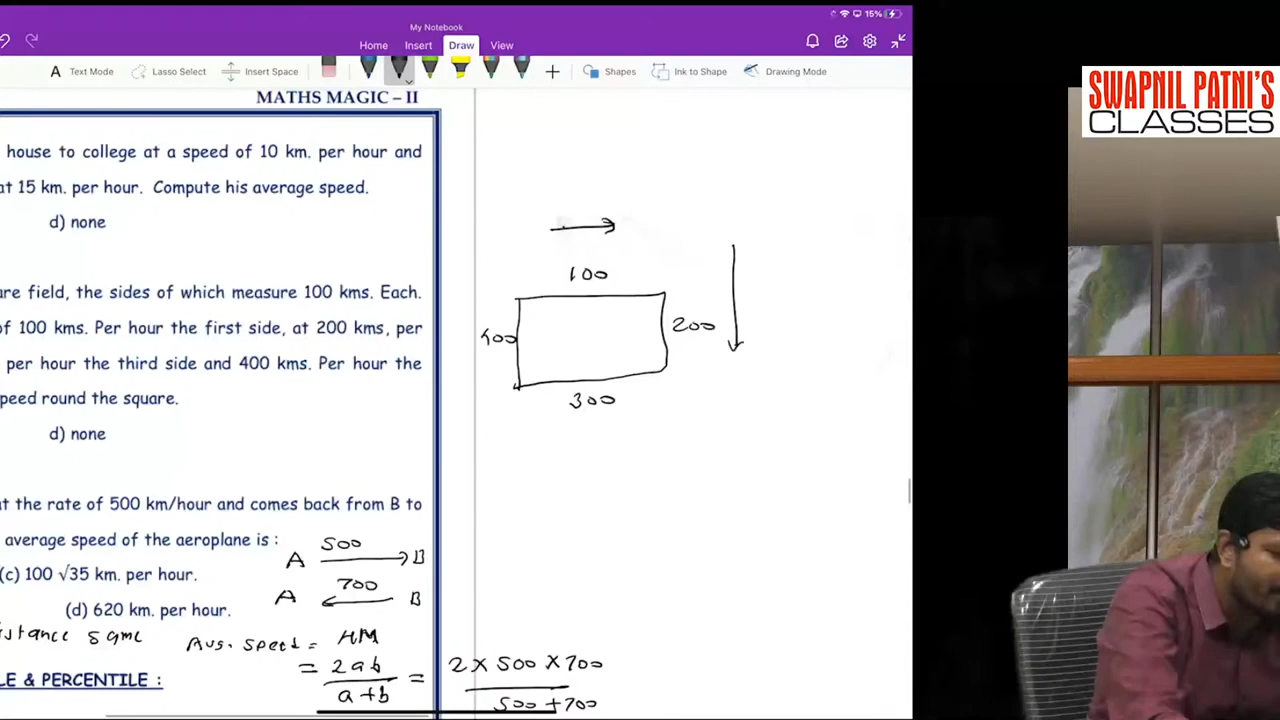 15%
My Notebook
Home Insert Draw View
Text Mode Lasso Select Insert Space Shapes Ink to Shape Drawing Mode
MATHS MAGIC – II
SWAPNIL PATNI'S
CLASSES
house to college at a speed of 10 km. per hour and
at 15 km. per hour. Compute his average speed.
d) none
are field, the sides of which measure 100 kms. Each.
of 100 kms. Per hour the first side, at 200 kms, per
per hour the third side and 400 kms. Per hour the
peed round the square.
d) none
100
400 200
300
at the rate of 500 km/hour and comes back from B to
average speed of the aeroplane is :
500
A B
(c) 100 √35 km. per hour.
700
A B
(d) 620 km. per hour.
istance same Avg. speed = HM
= 2ab / a+b = 2 × 500 × 700 / 500 + 700
LE & PERCENTILE :